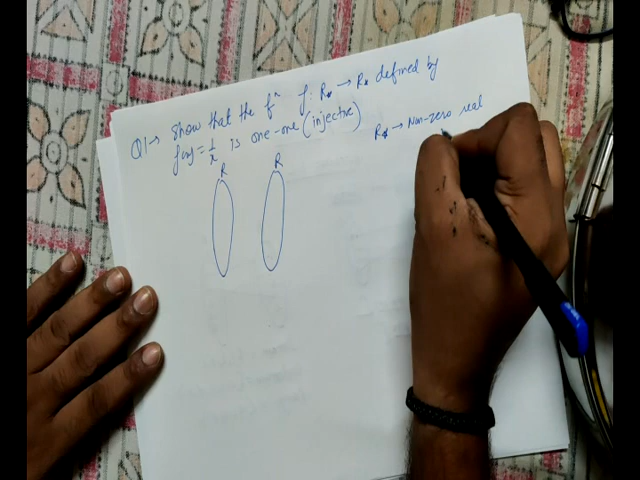 Q1→ Show that the fⁿ f: R* → R* defined by
f(x) = 1/x is one-one (injective)
R* → Non-zero real
R R